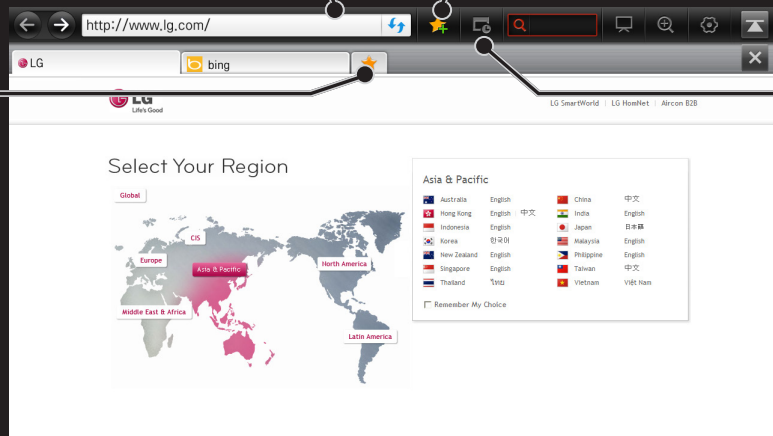 http://www.lg.com/
LG
bing
LG
Life's Good
LG SmartWorld | LG HomNet | Aircon B2B
Select Your Region
Global
CIS
Europe
Asia & Pacific
North America
Middle East & Africa
Latin America
Asia & Pacific
Australia English China 中文
Hong Kong English 中文 India English
Indonesia English Japan 日本語
Korea 한국어 Malaysia English
New Zealand English Philippine English
Singapore English Taiwan 中文
Thailand ไทย Vietnam Việt Nam
Remember My Choice